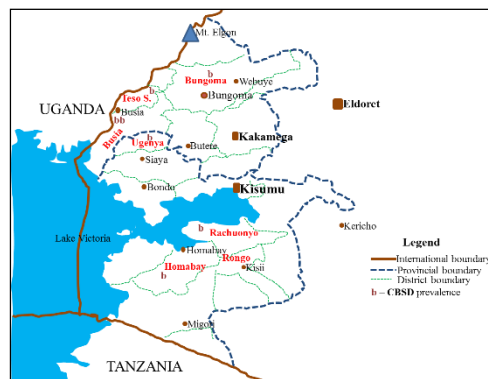 Mt. Elgon
b
Bungoma
Webuye
b
Teso S.
Bungoma
UGANDA
Busia
bb
Eldoret
Busia
b
Ugenya
Butere
Kakamega
Siaya
Bondo
Kisumu
b
Rachuonyo
Kericho
Lake Victoria
Homabay
Rongo
Homabay
b
Kisii
Legend
International boundary
Provincial boundary
District boundary
b – CBSD prevalence
Migori
TANZANIA